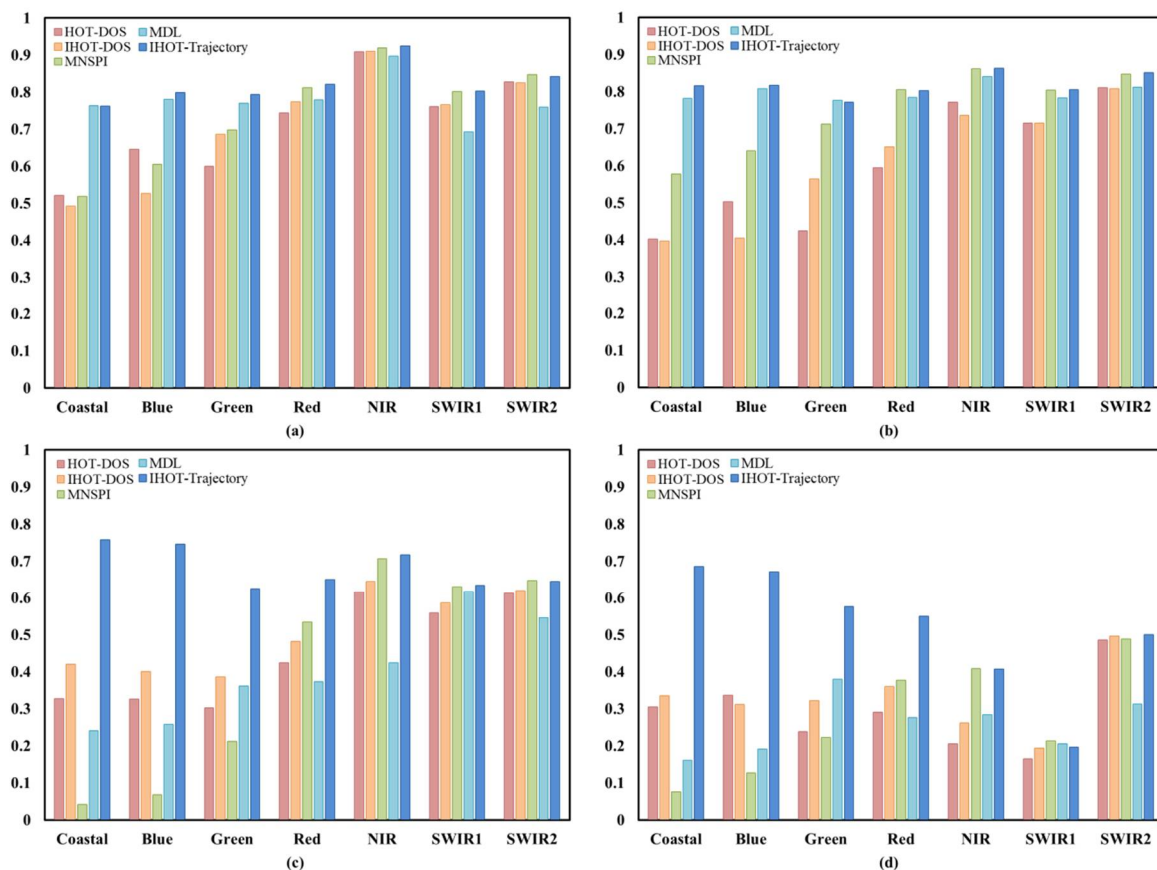 1
0.9
0.8
0.7
0.6
0.5
0.4
0.3
0.2
0.1
0
HOT-DOS
IHOT-DOS
MNSPI
MDL
IHOT-Trajectory
Coastal Blue Green Red NIR SWIR1 SWIR2
(a)
1
0.9
0.8
0.7
0.6
0.5
0.4
0.3
0.2
0.1
0
HOT-DOS
IHOT-DOS
MNSPI
MDL
IHOT-Trajectory
Coastal Blue Green Red NIR SWIR1 SWIR2
(b)
1
0.9
0.8
0.7
0.6
0.5
0.4
0.3
0.2
0.1
0
HOT-DOS
IHOT-DOS
MNSPI
MDL
IHOT-Trajectory
Coastal Blue Green Red NIR SWIR1 SWIR2
(c)
1
0.9
0.8
0.7
0.6
0.5
0.4
0.3
0.2
0.1
0
HOT-DOS
IHOT-DOS
MNSPI
MDL
IHOT-Trajectory
Coastal Blue Green Red NIR SWIR1 SWIR2
(d)